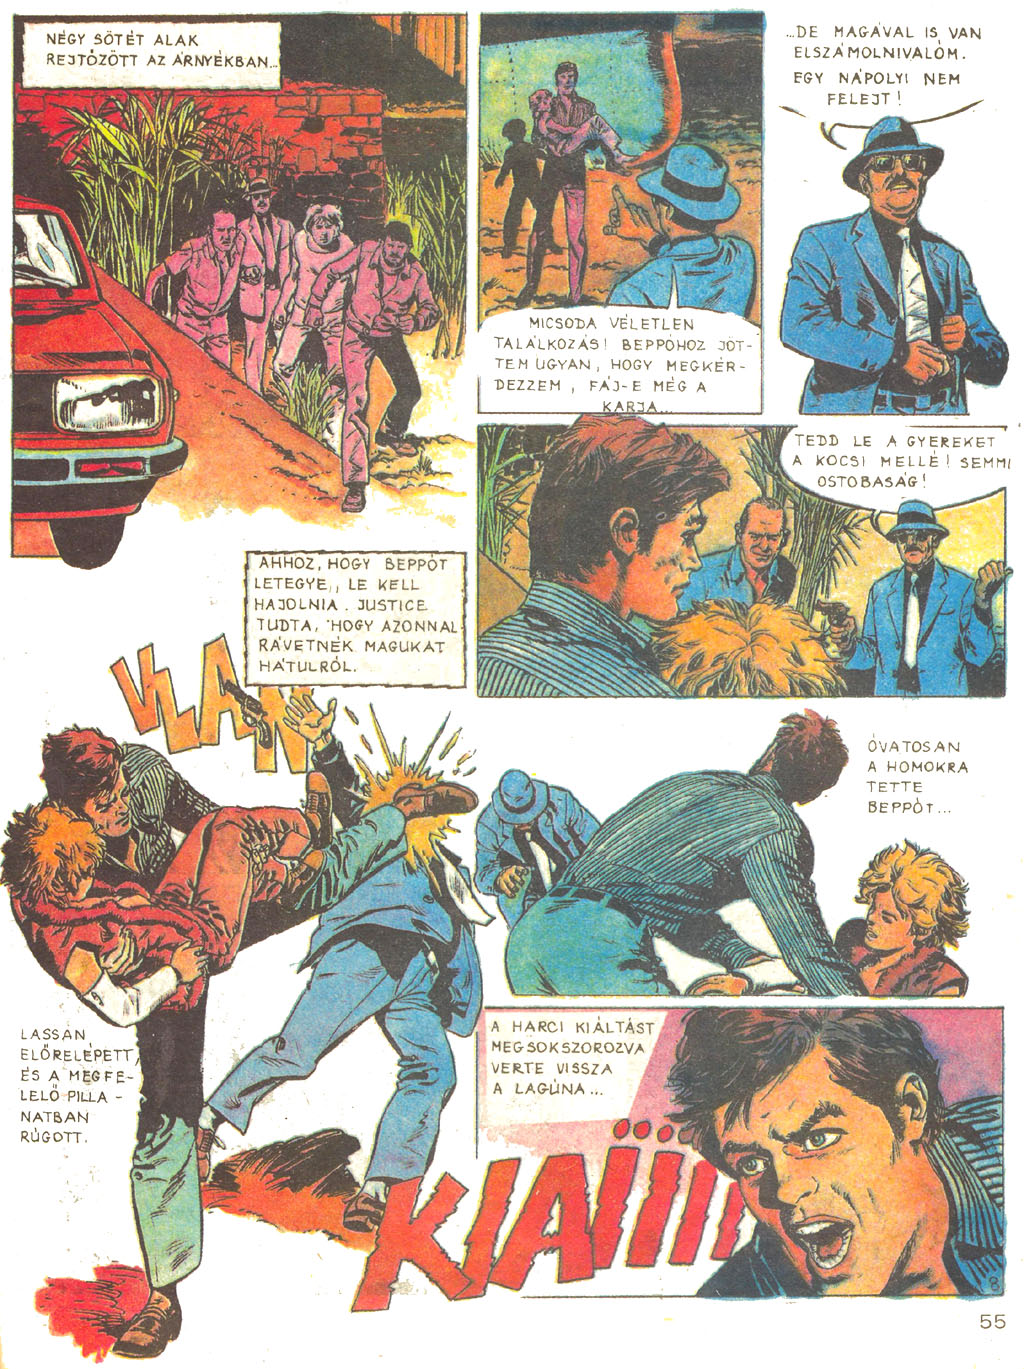 NÉGY SÖTÉT ALAK
REJTŐZÖTT AZ ÁRNYÉKBAN...
MICSODA VÉLETLEN
TALÁLKOZÁS! BEPPÓHOZ JÖT-
TEM UGYAN, HOGY MEGKÉR-
DEZZEM, FÁJ-E MÉG A
KARJA...
...DE MAGÁVAL IS VAN
ELSZÁMOLNIVALÓM.
EGY NÁPOLYI NEM
FELEJT!
TEDD LE A GYEREKET
A KOCSI MELLÉ! SEMMI
OSTOBASÁG!
AHHOZ, HOGY BEPPÓT
LETEGYE, LE KELL
HAJOLNIA. JUSTICE
TUDTA, HOGY AZONNAL
RÁVETNÉK MAGUKAT
HÁTULRÓL.
VLAN
LASSAN
ELŐRELÉPETT,
ÉS A MEGFE-
LELŐ PILLA-
NATBAN
RÚGOTT.
ÓVATOSAN
A HOMOKRA
TETTE
BEPPÓT...
A HARCI KIÁLTÁST
MEGSOKSZOROZVA
VERTE VISSZA
A LAGÚNA...
KIAIIII
8
55